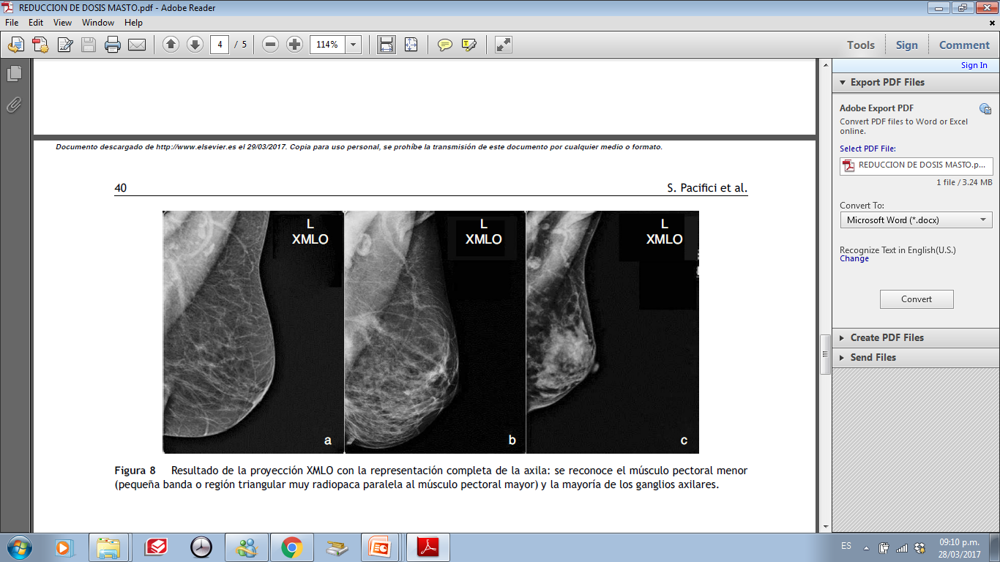 REDUCCION DE DOSIS MASTO.pdf - Adobe Reader
File Edit View Window Help
4 / 5 114% Tools Sign Comment
Sign In
Export PDF Files
Adobe Export PDF
Convert PDF files to Word or Excel
online.
Select PDF File:
REDUCCION DE DOSIS MASTO.p...
1 file / 3.24 MB
Convert To:
Microsoft Word (*.docx)
Recognize Text in English(U.S.)
Change
Convert
Create PDF Files
Send Files
Documento descargado de http://www.elsevier.es el 29/03/2017. Copia para uso personal, se prohíbe la transmisión de este documento por cualquier medio o formato.
40 S. Pacifici et al.
L
XMLO
a
L
XMLO
b
L
XMLO
c
Figura 8 Resultado de la proyección XMLO con la representación completa de la axila: se reconoce el músculo pectoral menor
(pequeña banda o región triangular muy radiopaca paralela al músculo pectoral mayor) y la mayoría de los ganglios axilares.
ES
09:10 p.m.
28/03/2017